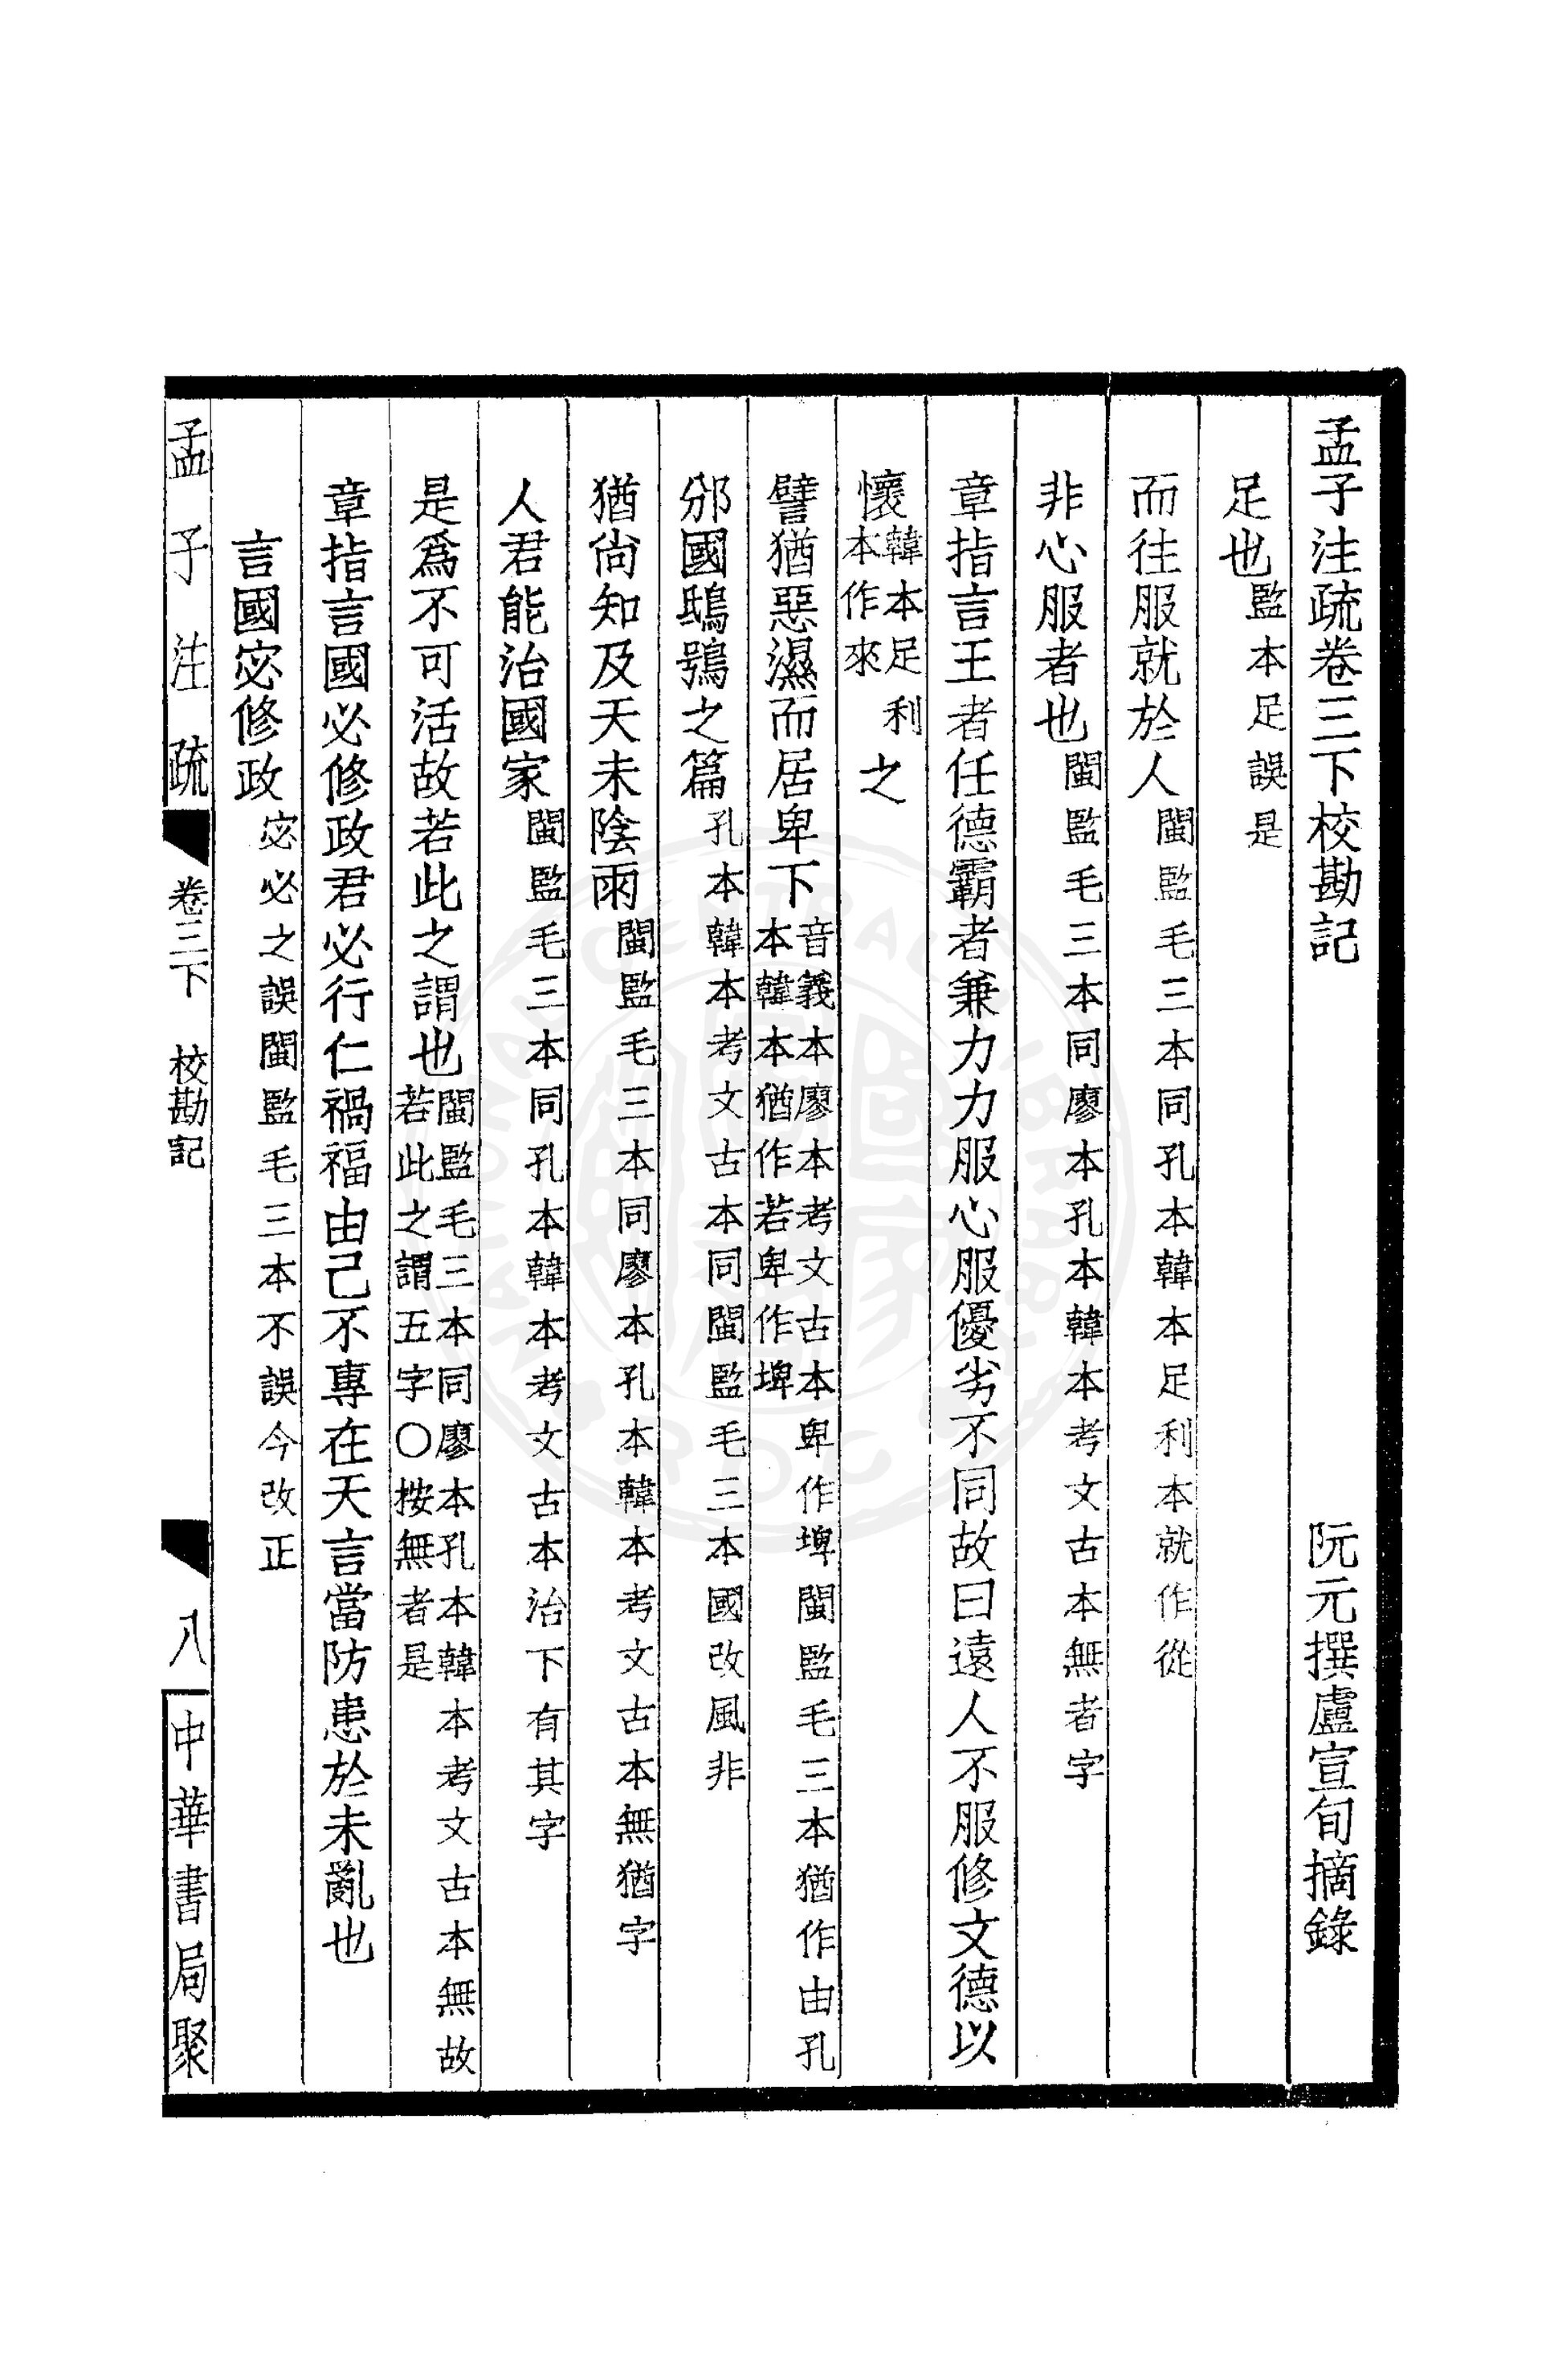 孟子注疏卷三下校勘記 阮元撰盧宣旬摘錄
足也監本足誤是
而往服就於人閩監毛三本同孔本韓本足利本就作從
非心服者也閩監毛三本同廖本孔本韓本考文古本無者字
章指言王者任德霸者兼力力服心服優劣不同故曰遠人不服修文德以
懷韓本足利本作來之
譬猶惡濕而居卑下音義本廖本考文古本卑作埤閩監毛三本猶作由孔本韓本猶作若卑作埤
邠國鴟鴞之篇孔本韓本考文古本同閩監毛三本國改風非
猶尚知及天未陰雨閩監毛三本同廖本孔本韓本考文古本無猶字
人君能治國家閩監毛三本同孔本韓本考文古本治下有其字
是爲不可活故若此之謂也閩監毛三本同廖本孔本韓本考文古本無故若此之謂五字○按無者是
章指言國必修政君必行仁禍福由己不專在天言當防患於未亂也
言國宓修政宓必之誤閩監毛三本不誤今改正
孟子注疏 卷三下 校勘記 八 中華書局聚